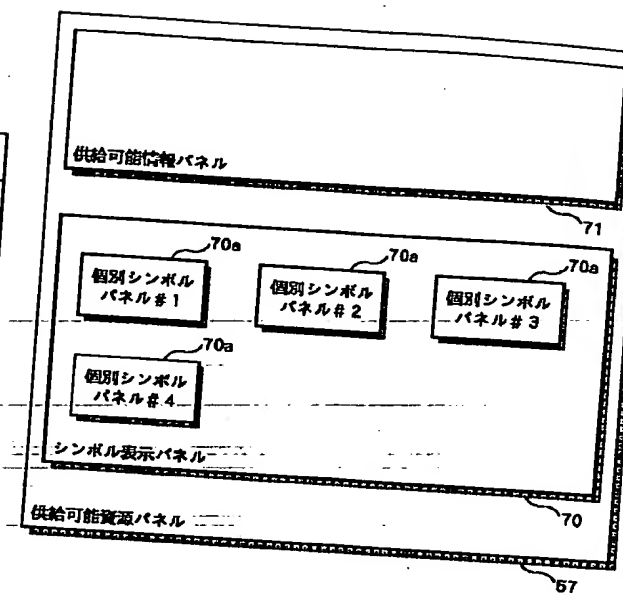 供給可能情報パネル
71
70a
個別シンボル
パネル#1
70a
個別シンボル
パネル#2
70a
個別シンボル
パネル#3
70a
個別シンボル
パネル#4
シンボル表示パネル
70
供給可能資源パネル
57